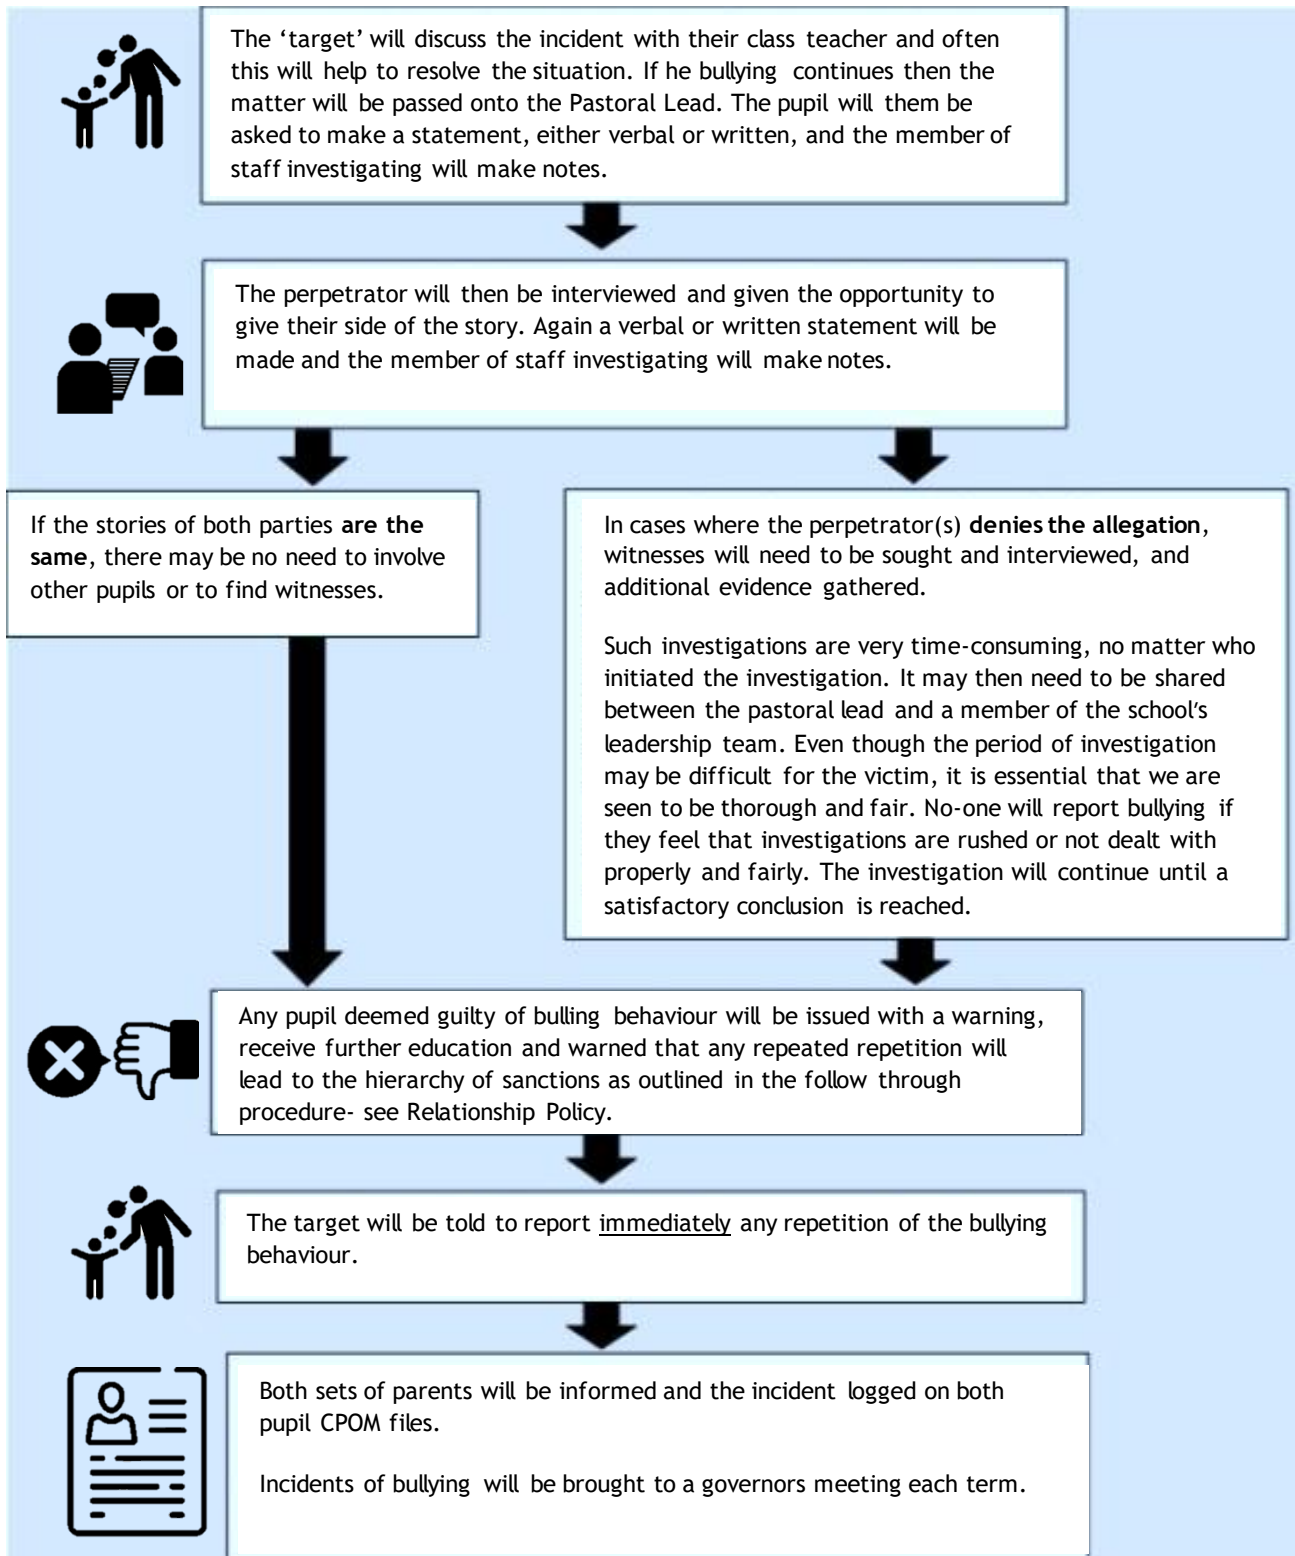 The ‘target’ will discuss the incident with their class teacher and often
this will help to resolve the situation. If he bullying continues then the
matter will be passed onto the Pastoral Lead. The pupil will them be
asked to make a statement, either verbal or written, and the member of
staff investigating will make notes.
The perpetrator will then be interviewed and given the opportunity to
give their side of the story. Again a verbal or written statement will be
made and the member of staff investigating will make notes.
If the stories of both parties are the
same, there may be no need to involve
other pupils or to find witnesses.
In cases where the perpetrator(s) denies the allegation,
witnesses will need to be sought and interviewed, and
additional evidence gathered.
Such investigations are very time-consuming, no matter who
initiated the investigation. It may then need to be shared
between the pastoral lead and a member of the school's
leadership team. Even though the period of investigation
may be difficult for the victim, it is essential that we are
seen to be thorough and fair. No-one will report bullying if
they feel that investigations are rushed or not dealt with
properly and fairly. The investigation will continue until a
satisfactory conclusion is reached.
Any pupil deemed guilty of bulling behaviour will be issued with a warning,
receive further education and warned that any repeated repetition will
lead to the hierarchy of sanctions as outlined in the follow through
procedure- see Relationship Policy.
The target will be told to report immediately any repetition of the bullying
behaviour.
Both sets of parents will be informed and the incident logged on both
pupil CPOM files.
Incidents of bullying will be brought to a governors meeting each term.